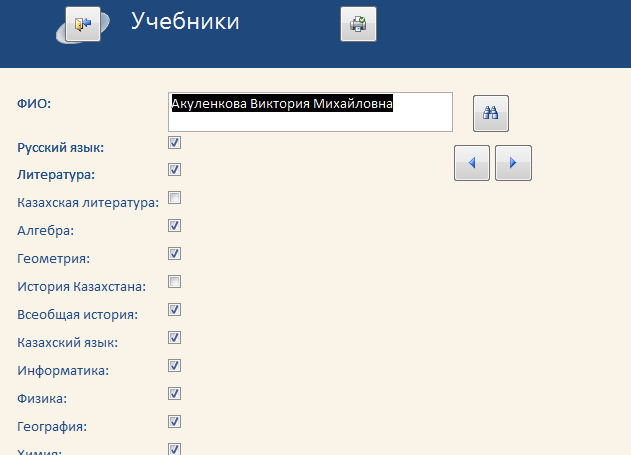 Учебники
ФИО:
Акуленкова Виктория Михайловна
Русский язык:
Литература:
Казахская литература:
Алгебра:
Геометрия:
История Казахстана:
Всеобщая история:
Казахский язык:
Информатика:
Физика:
География:
Химия: